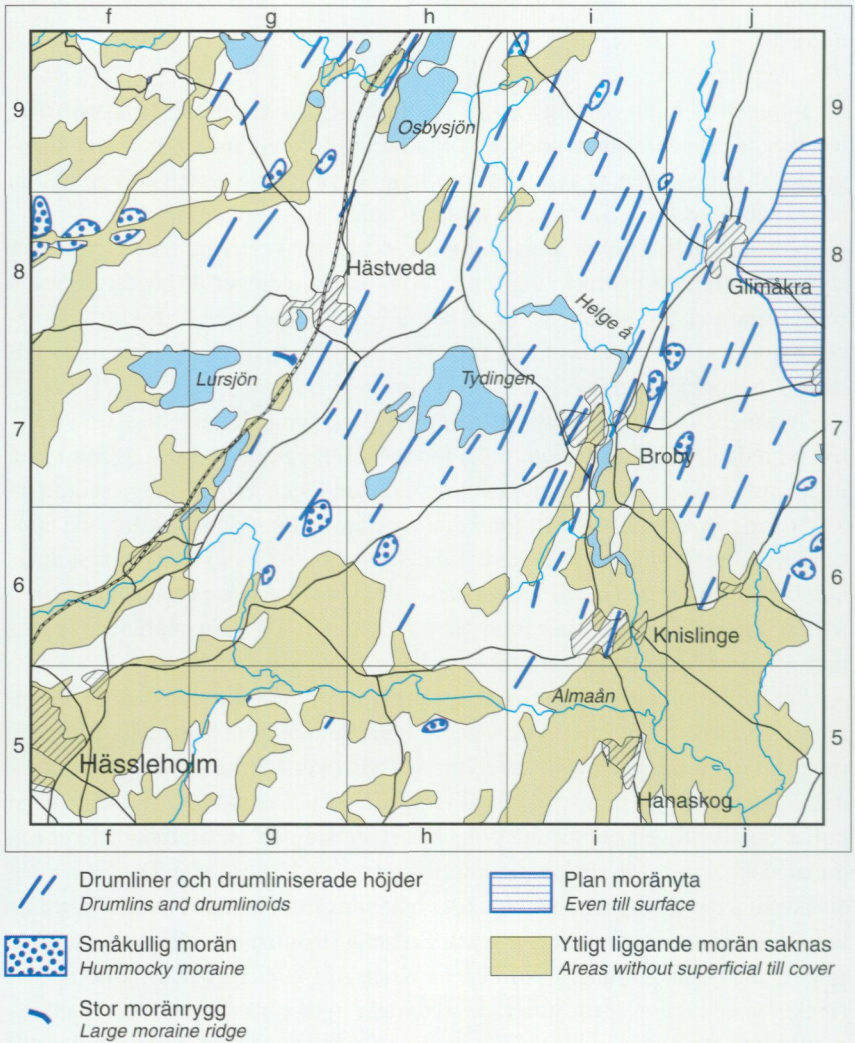 f g h i j
9 9
Osbysjön
8 8
Hästveda
Glimåkra
Helge å
Lursjön
Tydingen
7 7
Broby
6 6
Knislinge
Almaån
5 5
Hässleholm
Hanaskog
f g h i j
Drumliner och drumliniserade höjder
Drumlins and drumlinoids
Småkullig morän
Hummocky moraine
Stor moränrygg
Large moraine ridge
Plan moränyta
Even till surface
Ytligt liggande morän saknas
Areas without superficial till cover